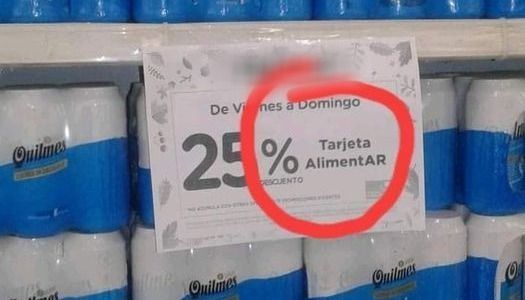 De Viernes a Domingo
25% Tarjeta
AlimentAR
DESCUENTO
Quilmes
Quilmes
Quilmes
Quilmes